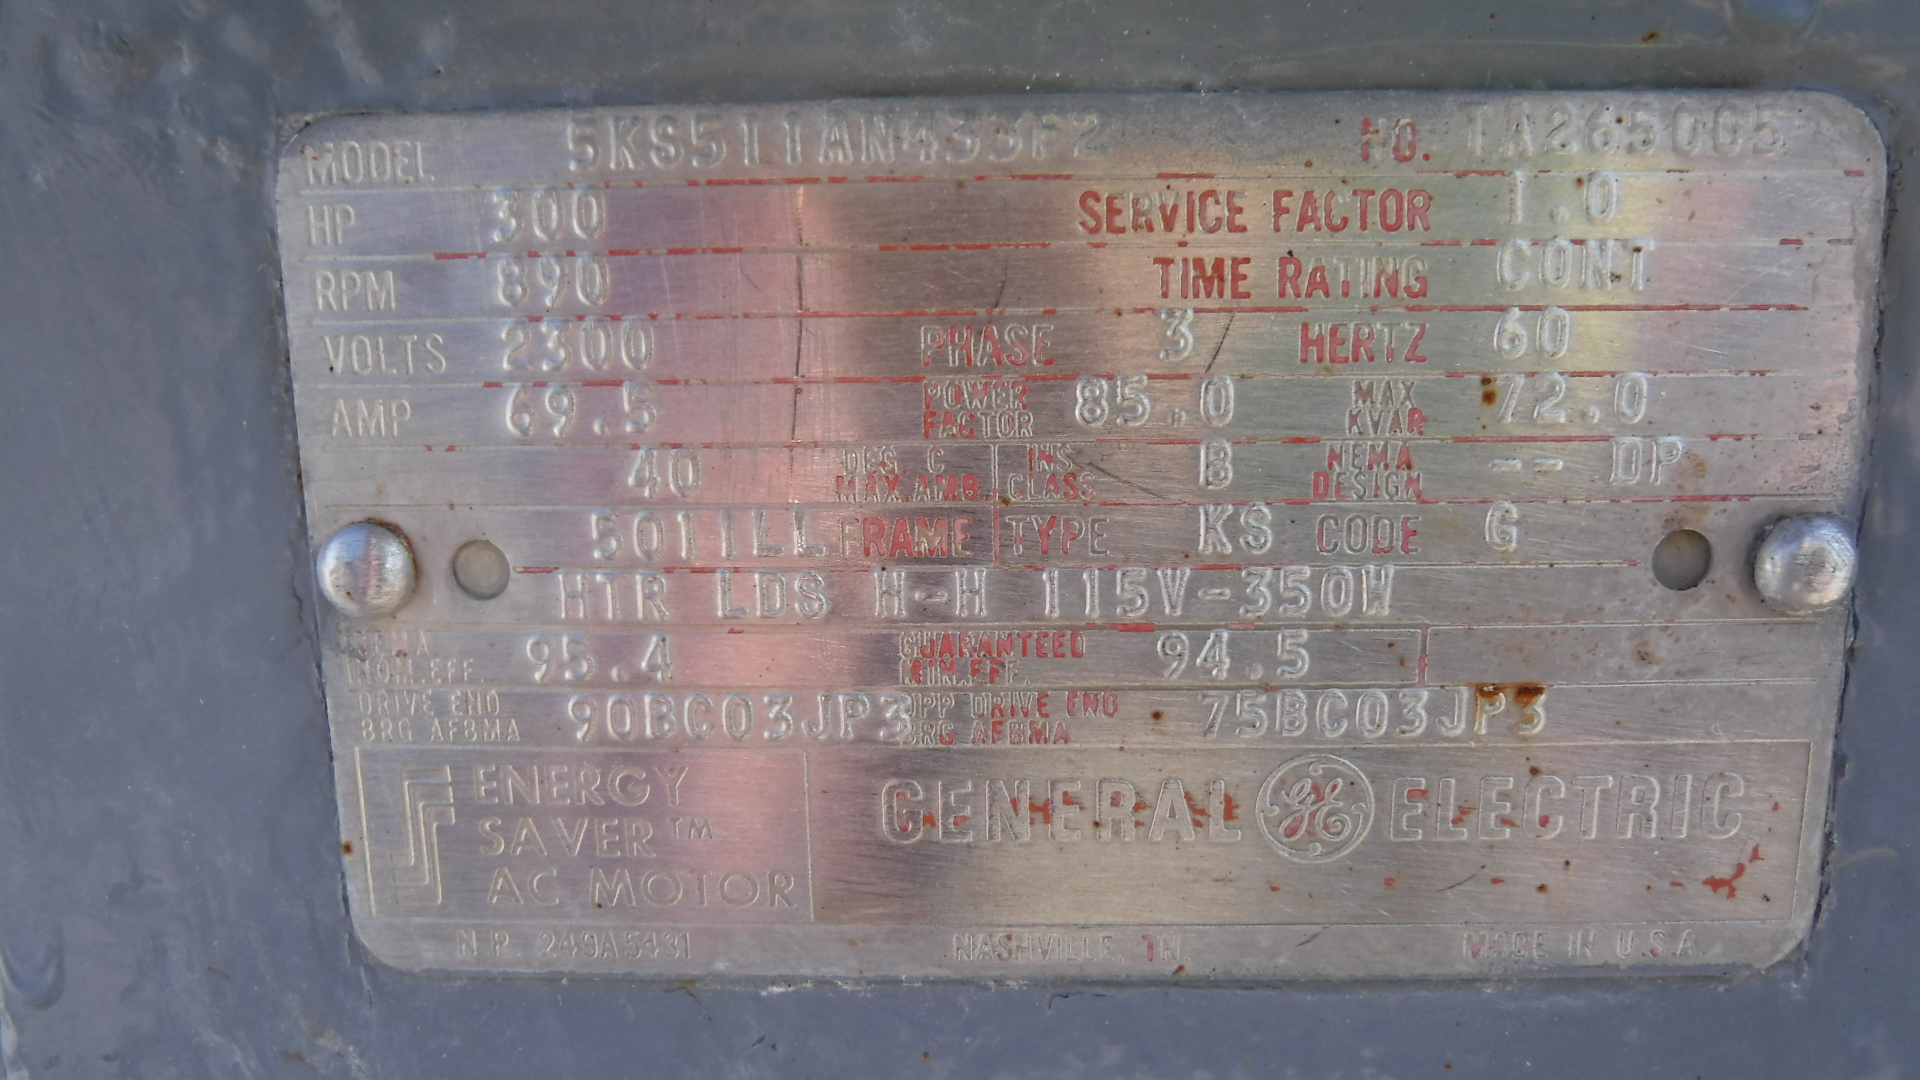 MODEL 5KS511AN433F2 NO. TA265005
HP 300 SERVICE FACTOR 1.0
RPM 890 TIME RATING CONT
VOLTS 2300 PHASE 3 HERTZ 60
AMP 69.5 POWER FACTOR 85.0 MAX KVAR 72.0
40 DEG. C MAX. AMB. INS CLASS B NEMA DESIGN -- DP
5011LL FRAME TYPE KS CODE G
HTR LDS H-H 115V-350W
NEMA NOM. EFF. 95.4 GUARANTEED MIN. EFF. 94.5
DRIVE END BRG AFBMA 90BC03JP3 OPP DRIVE END BRG AFBMA 75BC03JP3
ENERGY
SAVER™
AC MOTOR
GENERAL GE ELECTRIC
N.P. 249A5431 NASHVILLE, TN. MADE IN U.S.A.